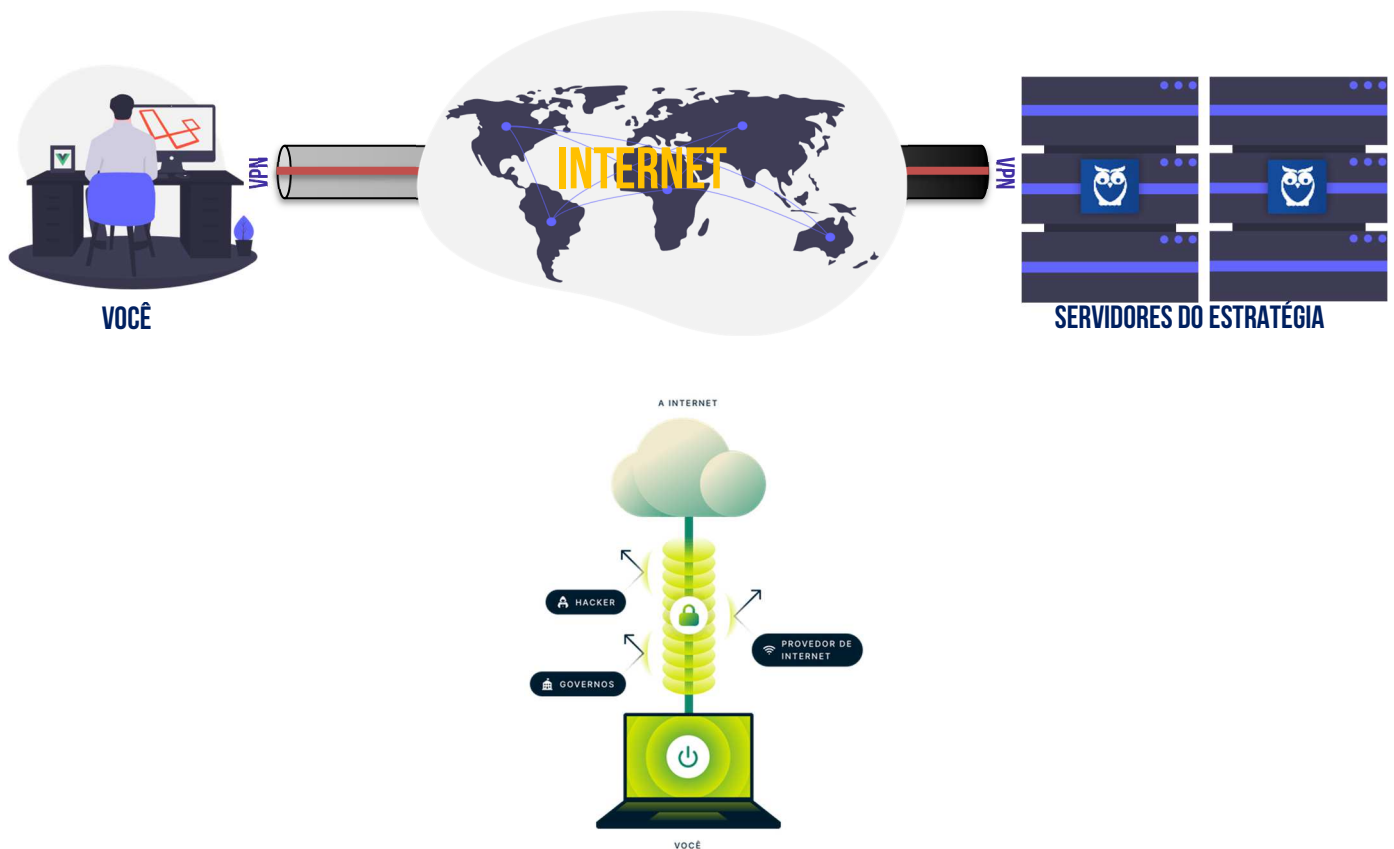 INTERNET
VPN
VPN
VOCÊ
SERVIDORES DO ESTRATÉGIA
A INTERNET
HACKER
PROVEDOR DE
INTERNET
GOVERNOS
VOCÊ